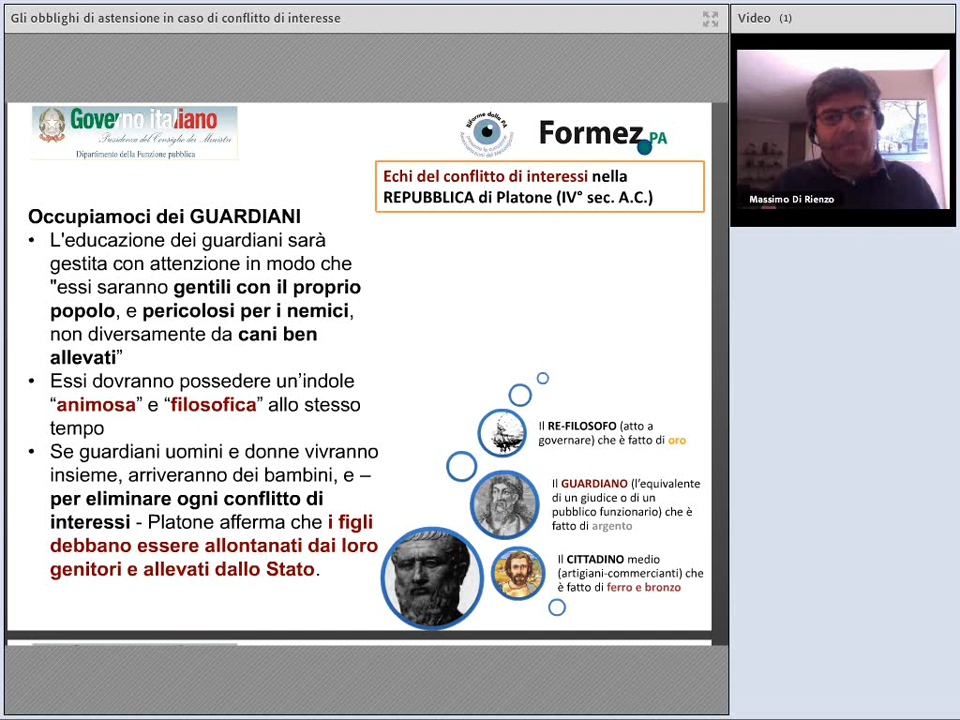 Gli obblighi di astensione in caso di conflitto di interesse
Video (1)
Governo italiano
Presidenza del Consiglio dei Ministri
Dipartimento della Funzione pubblica
Riforme della PA
Formez PA
Echi del conflitto di interessi nella
REPUBBLICA di Platone (IV° sec. A.C.)
Massimo Di Rienzo
Occupiamoci dei GUARDIANI
• L'educazione dei guardiani sarà
gestita con attenzione in modo che
"essi saranno gentili con il proprio
popolo, e pericolosi per i nemici,
non diversamente da cani ben
allevati”
• Essi dovranno possedere un’indole
“animosa” e “filosofica” allo stesso
tempo
• Se guardiani uomini e donne vivranno
insieme, arriveranno dei bambini, e –
per eliminare ogni conflitto di
interessi - Platone afferma che i figli
debbano essere allontanati dai loro
genitori e allevati dallo Stato.
Il RE-FILOSOFO (atto a
governare) che è fatto di oro
Il GUARDIANO (l’equivalente
di un giudice o di un
pubblico funzionario) che è
fatto di argento
Il CITTADINO medio
(artigiani-commercianti) che
è fatto di ferro e bronzo